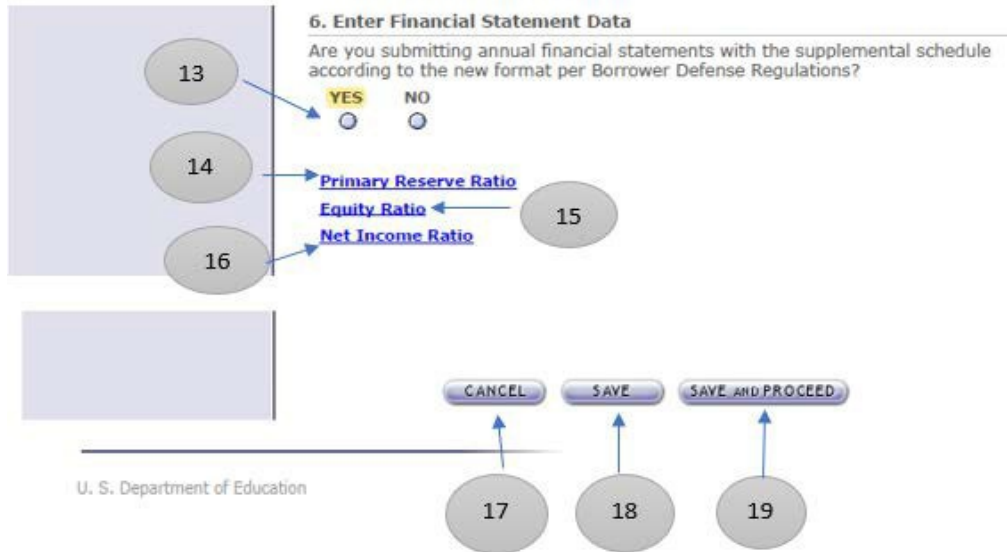 6. Enter Financial Statement Data
Are you submitting annual financial statements with the supplemental schedule
according to the new format per Borrower Defense Regulations?
13
YES NO
14
Primary Reserve Ratio
Equity Ratio
15
Net Income Ratio
16
CANCEL SAVE SAVE AND PROCEED
U. S. Department of Education
17 18 19